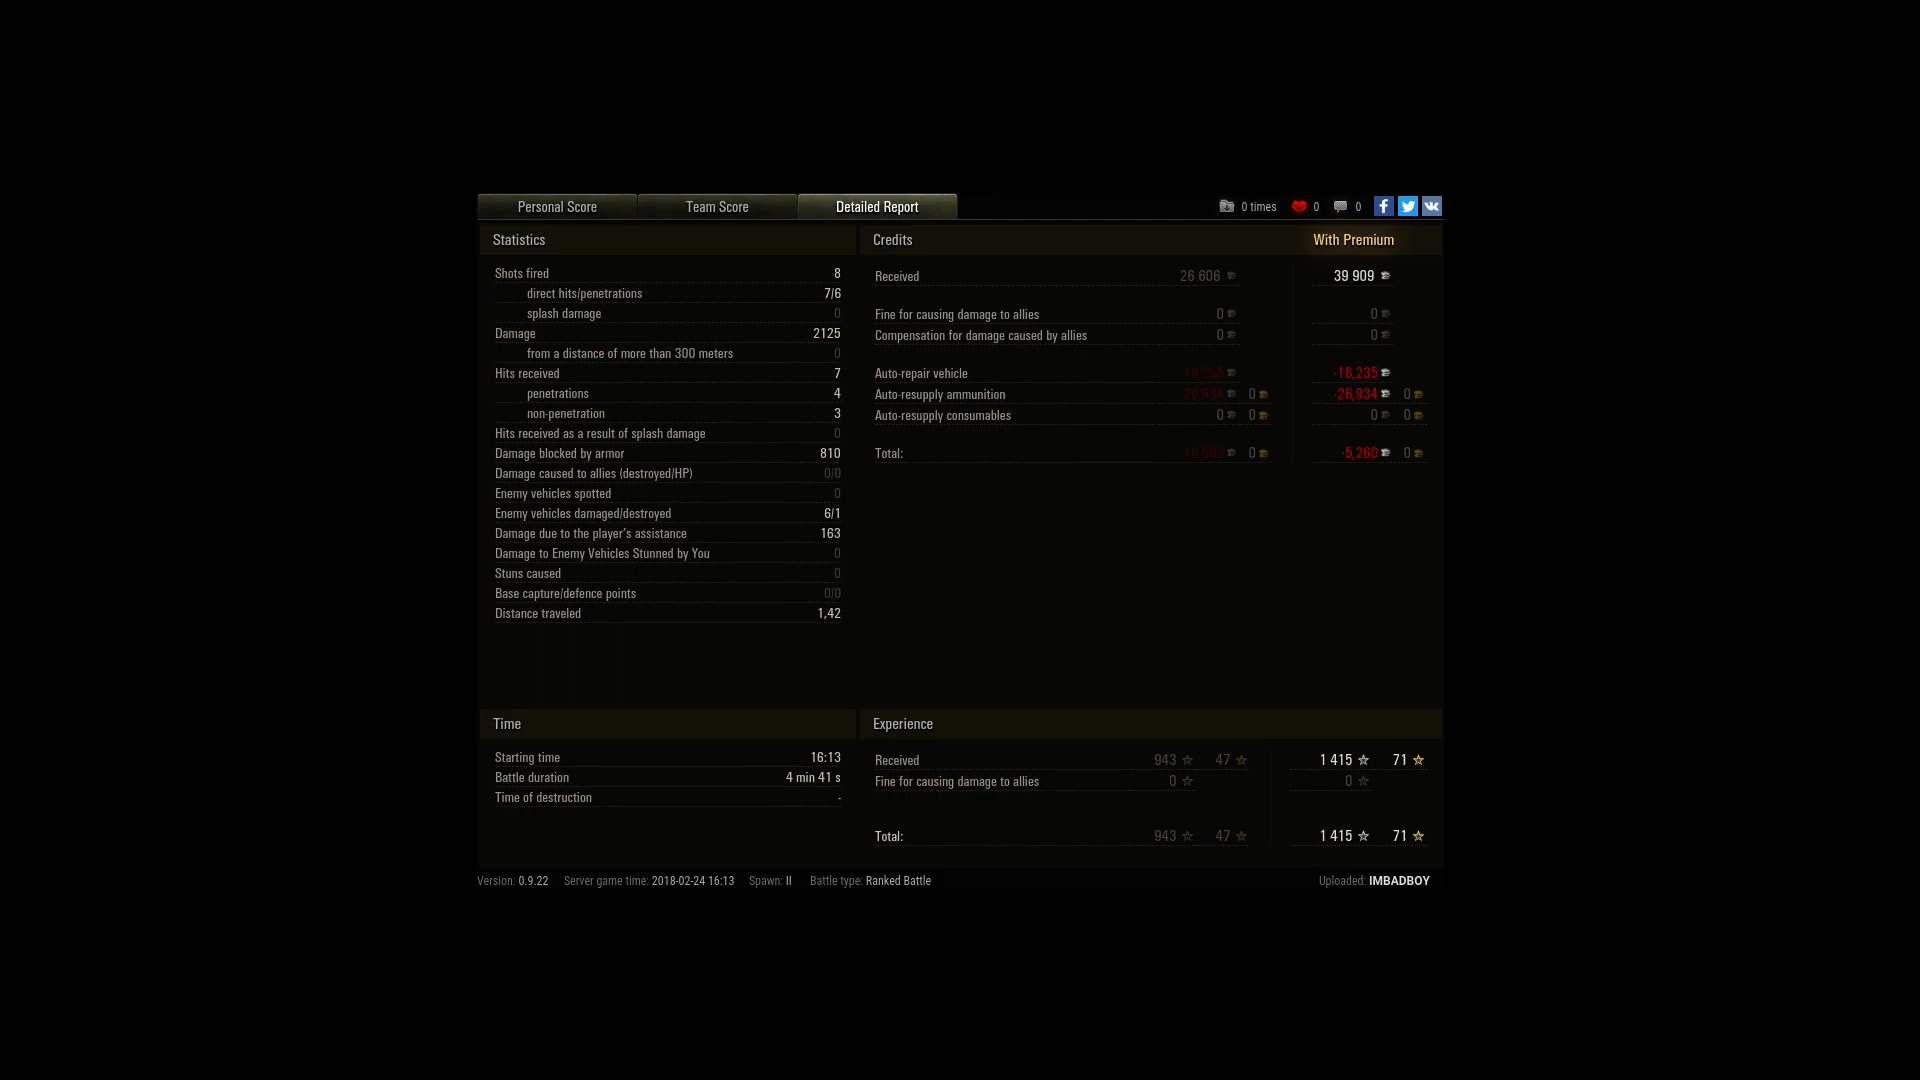 Personal Score Team Score Detailed Report 0 times 0 0
Statistics
Shots fired 8
direct hits/penetrations 7/6
splash damage 0
Damage 2125
from a distance of more than 300 meters 0
Hits received 7
penetrations 4
non-penetration 3
Hits received as a result of splash damage 0
Damage blocked by armor 810
Damage caused to allies (destroyed/HP) 0/0
Enemy vehicles spotted 0
Enemy vehicles damaged/destroyed 6/1
Damage due to the player's assistance 163
Damage to Enemy Vehicles Stunned by You 0
Stuns caused 0
Base capture/defence points 0/0
Distance traveled 1,42
Credits With Premium
Received 26 606 39 909
Fine for causing damage to allies 0 0
Compensation for damage caused by allies 0 0
Auto-repair vehicle -18,235 -18,235
Auto-resupply ammunition -26,934 0 -26,934 0
Auto-resupply consumables 0 0 0 0
Total: -18,563 0 -5,260 0
Time
Starting time 16:13
Battle duration 4 min 41 s
Time of destruction -
Experience
Received 943 47 1 415 71
Fine for causing damage to allies 0 0
Total: 943 47 1 415 71
Version: 0.9.22 Server game time: 2018-02-24 16:13 Spawn: II Battle type: Ranked Battle Uploaded: IMBADBOY